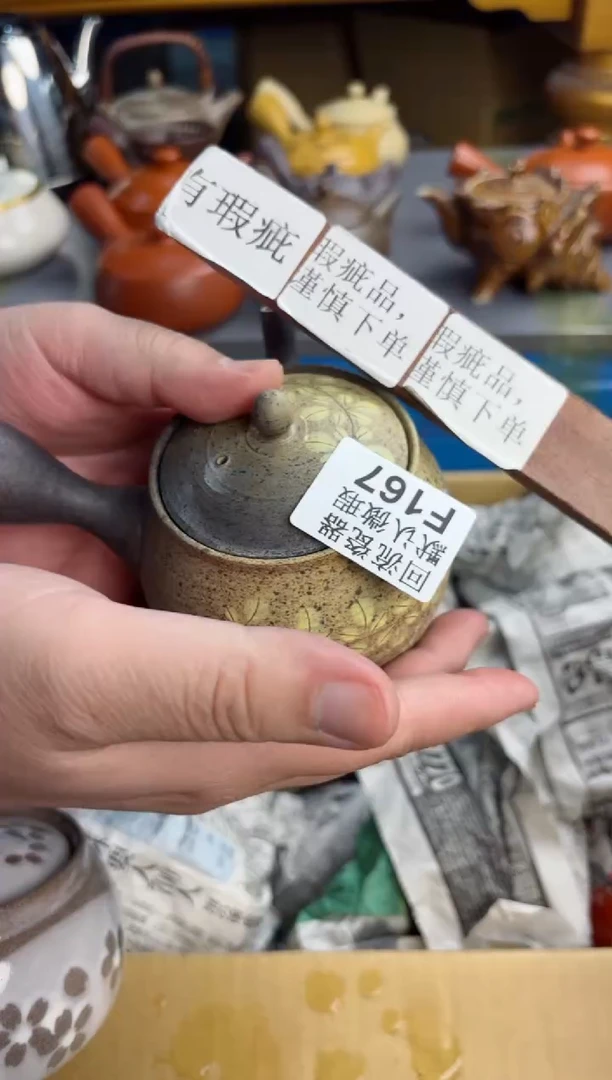 有瑕疵
瑕疵品，
谨慎下单
瑕疵品，
谨慎下单
回流瓷器
默认微瑕
F167